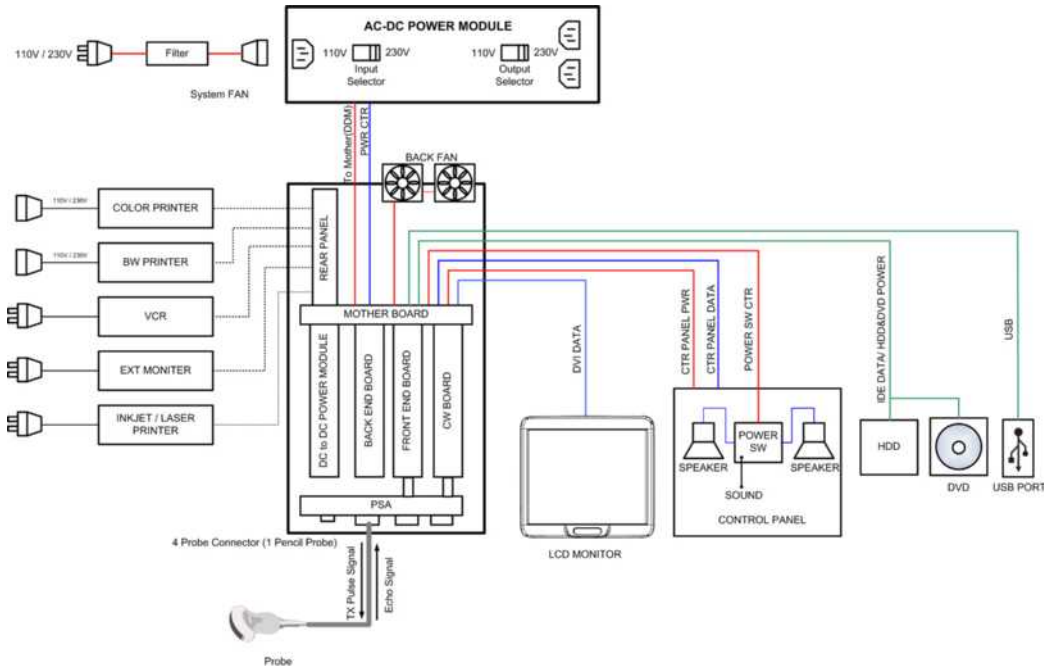 AC-DC POWER MODULE
110V / 230V
Filter
110V
230V
Input
Selector
110V
230V
Output
Selector
System FAN
To Mother(DDM)
PWR CTR
BACK FAN
110V / 230V
COLOR PRINTER
110V / 230V
BW PRINTER
VCR
EXT MONITER
INKJET / LASER
PRINTER
REAR PANEL
MOTHER BOARD
DC to DC POWER MODULE
BACK END BOARD
FRONT END BOARD
CW BOARD
PSA
DVI DATA
CTR PANEL PWR
CTR PANEL DATA
POWER SW CTR
IDE DATA/ HDD&DVD POWER
USB
POWER
SW
SPEAKER
SPEAKER
SOUND
CONTROL PANEL
HDD
DVD
USB PORT
LCD MONITOR
4 Probe Connector (1 Pencil Probe)
TX Pulse Signal
Echo Signal
Probe